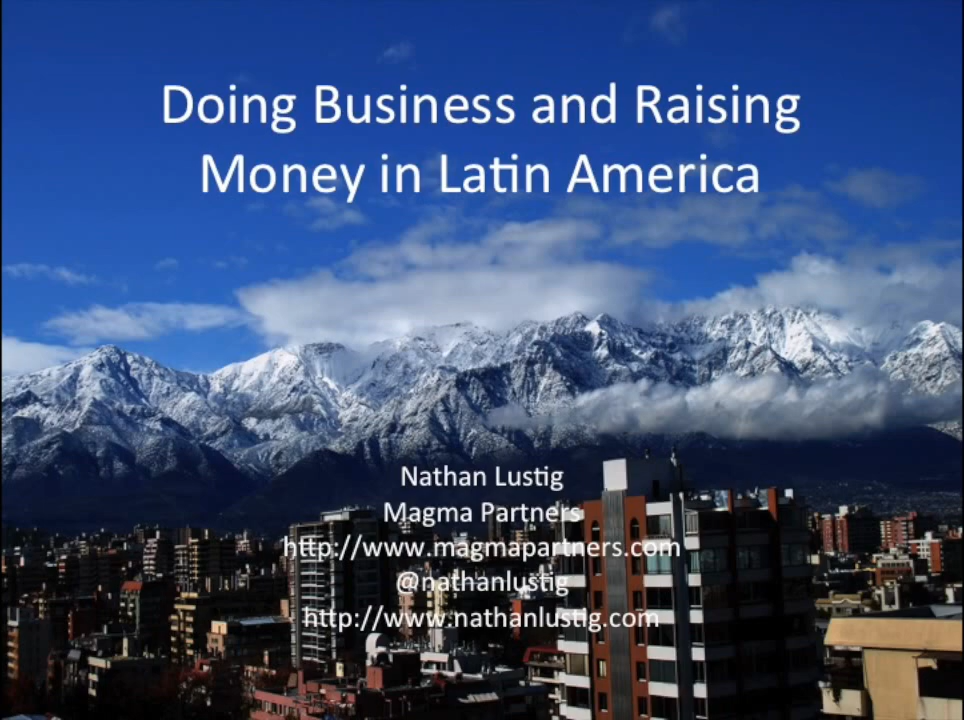 Doing Business and Raising
Money in Latin America
Nathan Lustig
Magma Partners
http://www.magmapartners.com
@nathanlustig
http://www.nathanlustig.com